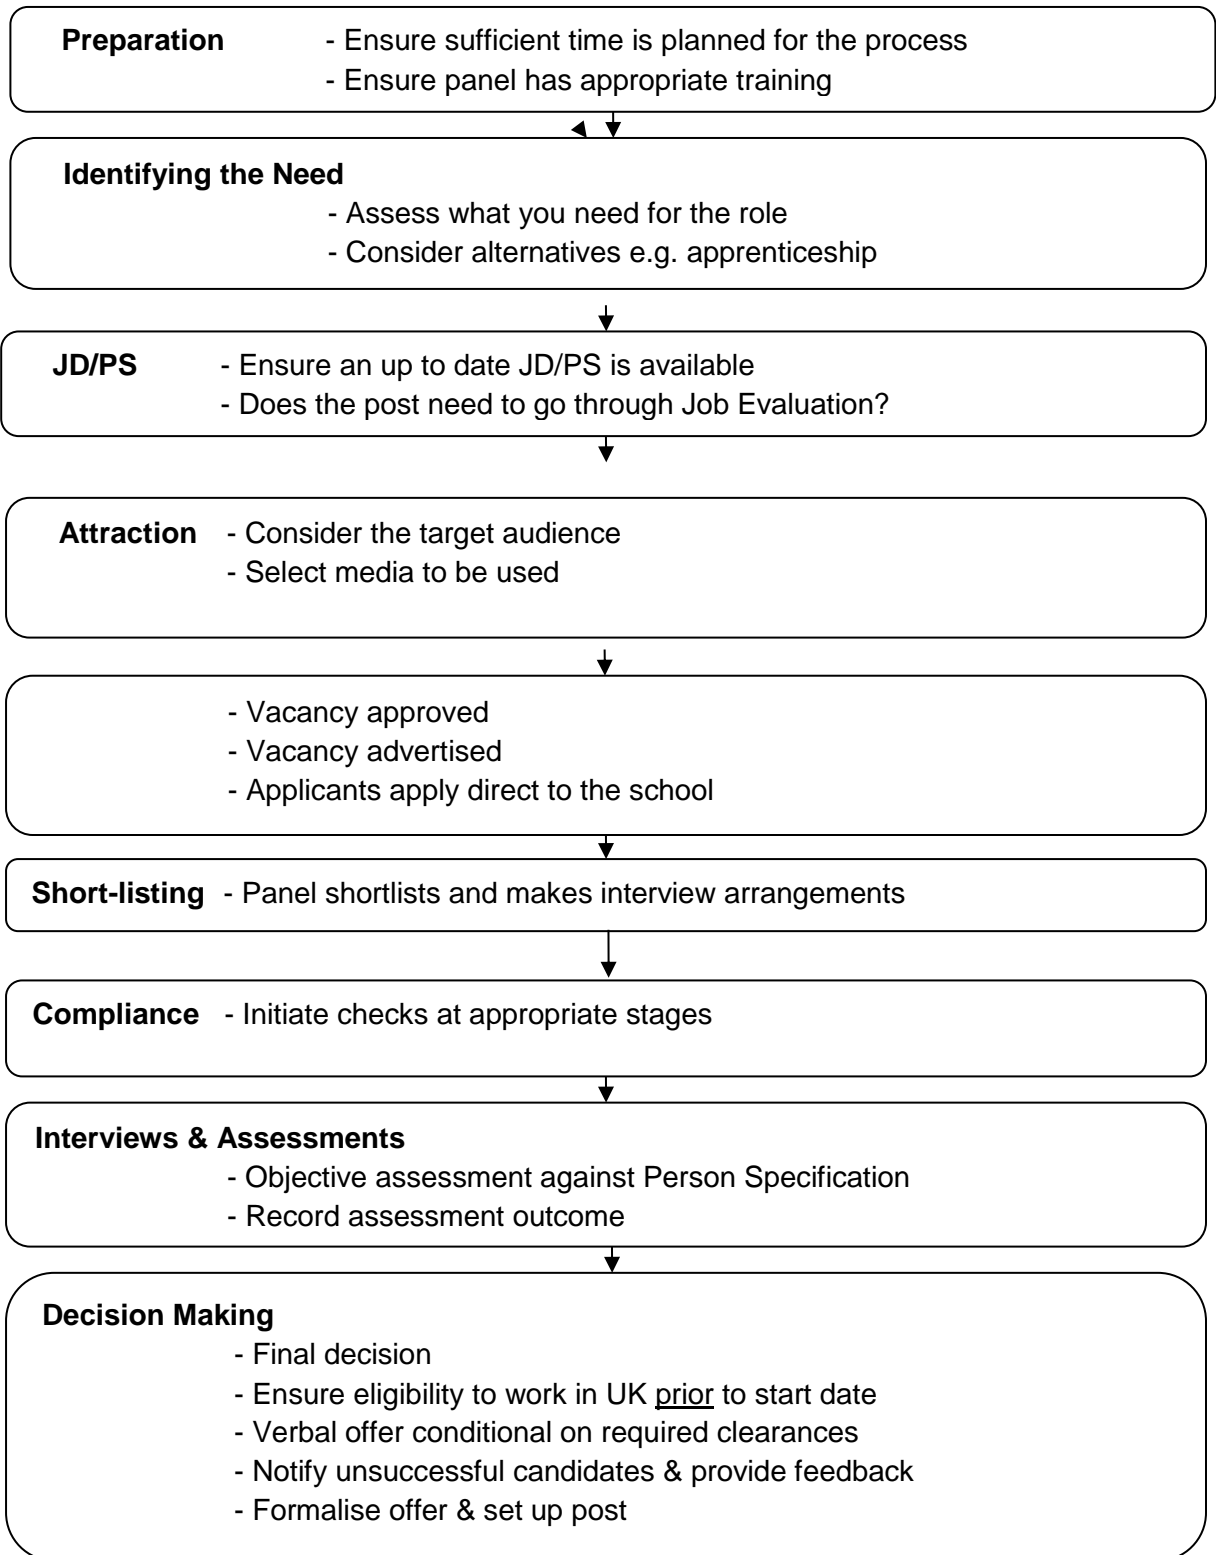 Preparation - Ensure sufficient time is planned for the process
- Ensure panel has appropriate training
Identifying the Need
- Assess what you need for the role
- Consider alternatives e.g. apprenticeship
JD/PS - Ensure an up to date JD/PS is available
- Does the post need to go through Job Evaluation?
Attraction - Consider the target audience
- Select media to be used
- Vacancy approved
- Vacancy advertised
- Applicants apply direct to the school
Short-listing - Panel shortlists and makes interview arrangements
Compliance - Initiate checks at appropriate stages
Interviews & Assessments
- Objective assessment against Person Specification
- Record assessment outcome
Decision Making
- Final decision
- Ensure eligibility to work in UK prior to start date
- Verbal offer conditional on required clearances
- Notify unsuccessful candidates & provide feedback
- Formalise offer & set up post